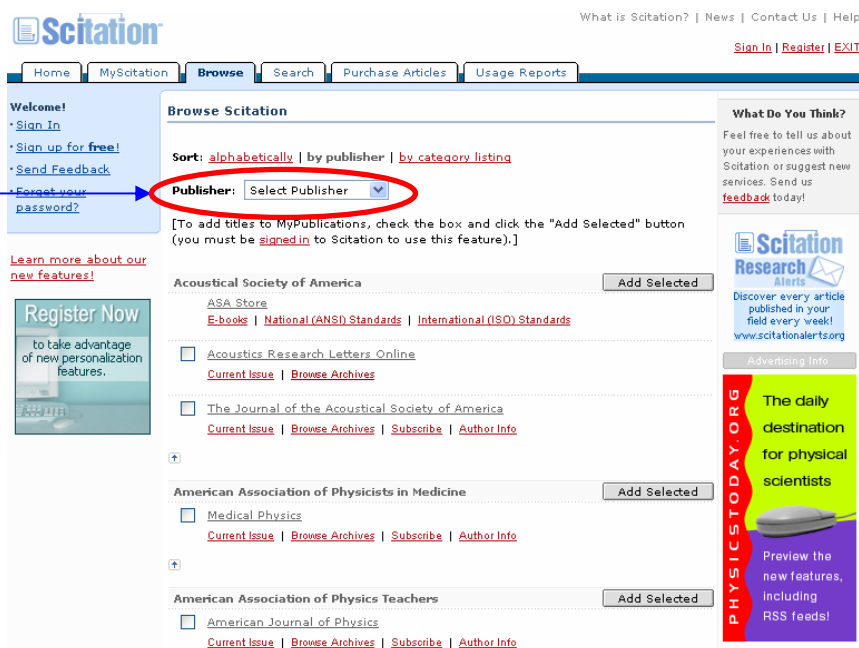 What is Scitation? | News | Contact Us | Help
Scitation
Sign In | Register | EXIT
Home MyScitation Browse Search Purchase Articles Usage Reports
Welcome!
· Sign In
· Sign up for free!
· Send Feedback
· Forgot your
password?
Learn more about our
new features!
Register Now
to take advantage
of new personalization
features.
Browse Scitation
Sort: alphabetically | by publisher | by category listing
Publisher: Select Publisher
[To add titles to MyPublications, check the box and click the "Add Selected" button
(you must be signed in to Scitation to use this feature).]
Acoustical Society of America Add Selected
ASA Store
E-books | National (ANSI) Standards | International (ISO) Standards
Acoustics Research Letters Online
Current Issue | Browse Archives
The Journal of the Acoustical Society of America
Current Issue | Browse Archives | Subscribe | Author Info
American Association of Physicists in Medicine Add Selected
Medical Physics
Current Issue | Browse Archives | Subscribe | Author Info
American Association of Physics Teachers Add Selected
American Journal of Physics
Current Issue | Browse Archives | Subscribe | Author Info
What Do You Think?
Feel free to tell us about
your experiences with
Scitation or suggest new
services. Send us
feedback today!
Scitation
Research
Alerts
Discover every article
published in your
field every week!
www.scitationalerts.org
Advertising Info
PHYSICSTODAY.ORG
The daily
destination
for physical
scientists
Preview the
new features,
including
RSS feeds!